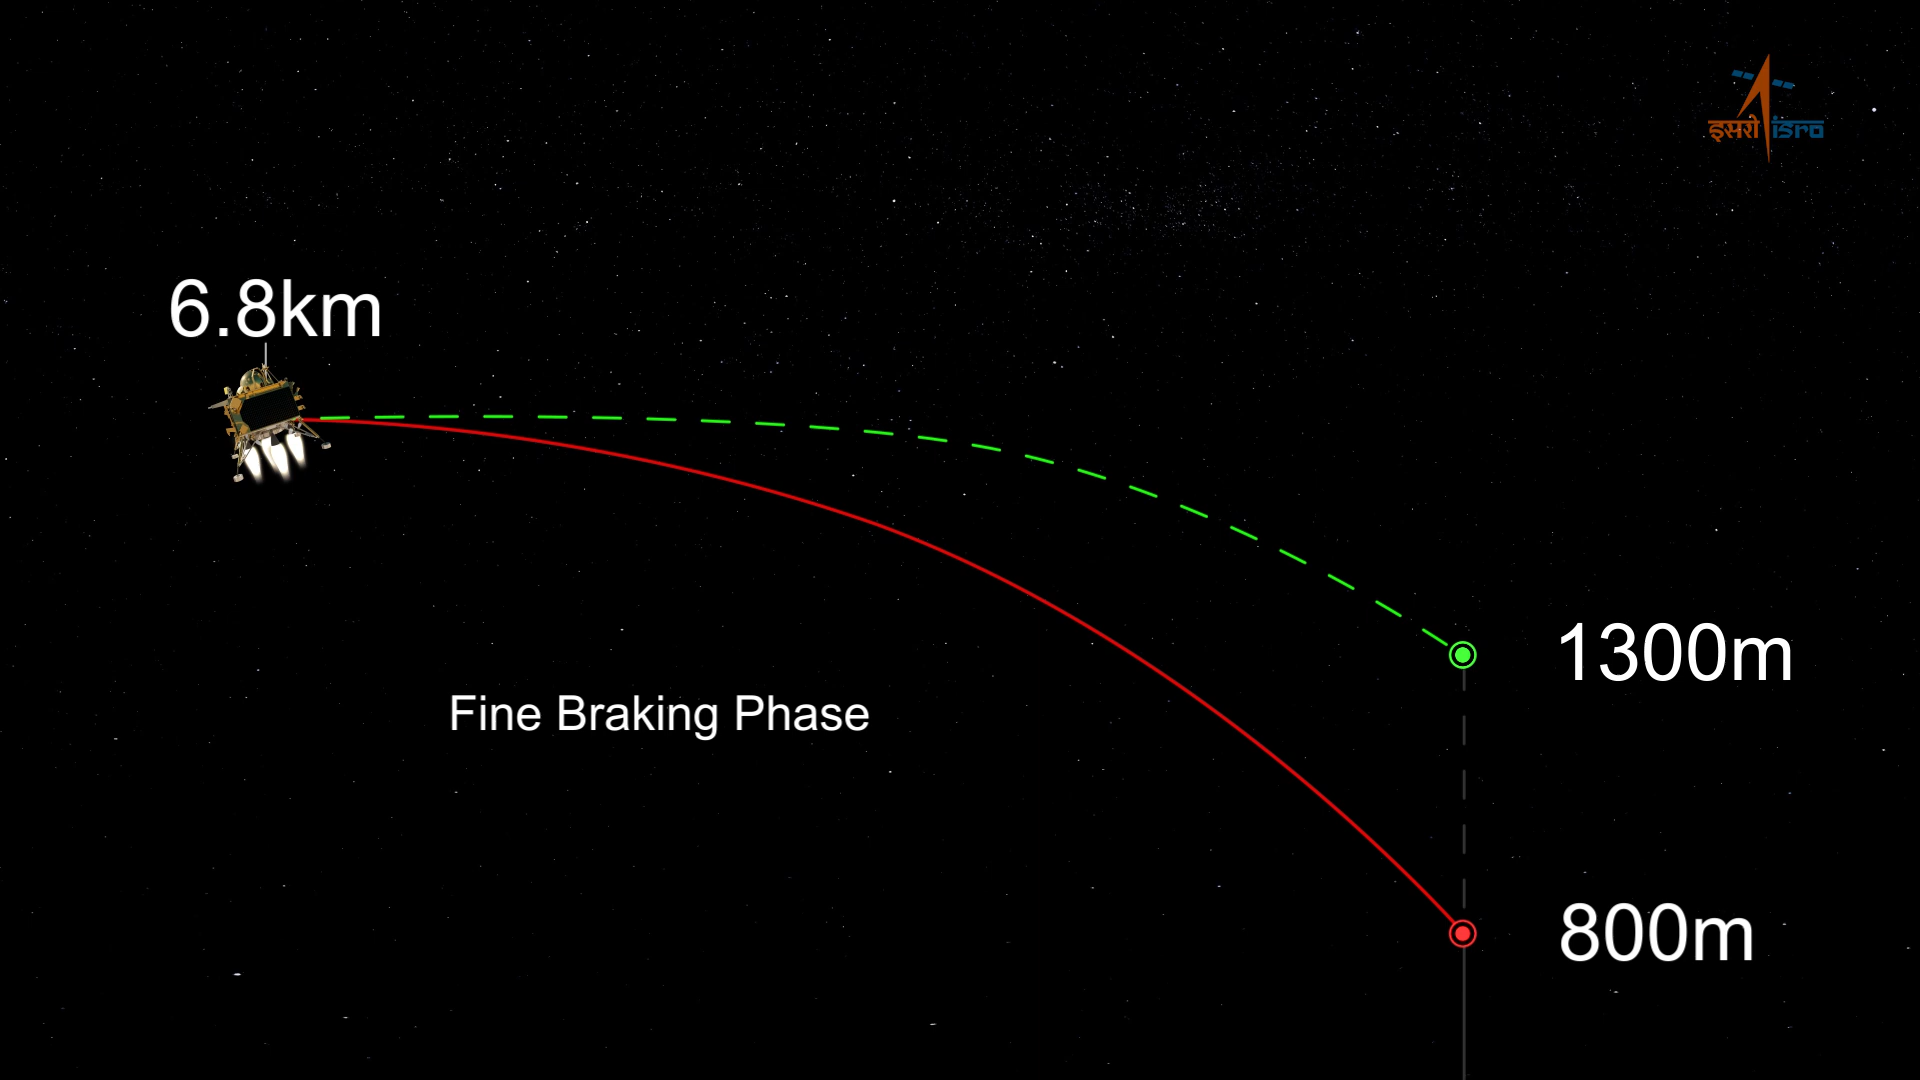 इसरो isro
6.8km
1300m
Fine Braking Phase
800m